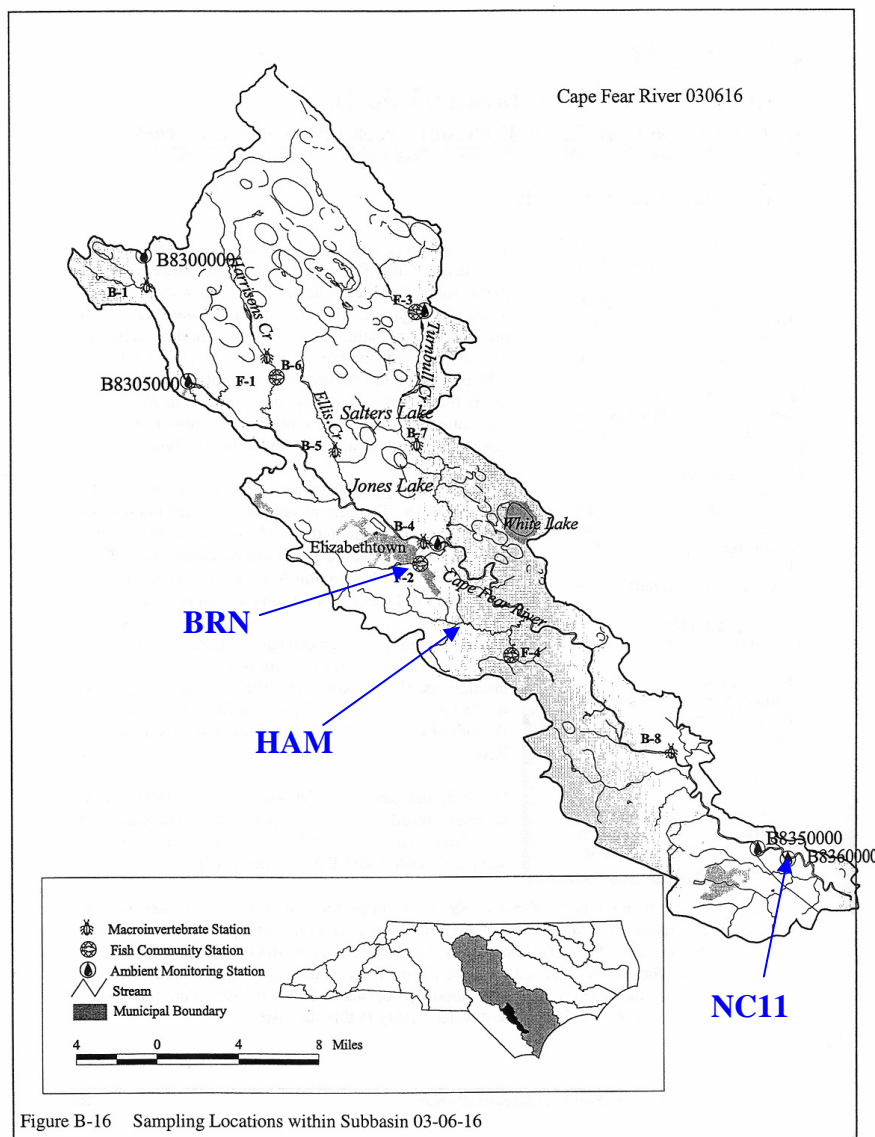 Cape Fear River 030616
B8300000
B-1
Harrisons Cr
F-3
Turnbull Cr
B-6
B8305000
F-1
Ellis Cr
Salters Lake
B-5
B-7
Jones Lake
White Lake
B-4
Elizabethtown
F-2
Cape Fear River
BRN
F-4
HAM
B-8
B8350000
B8360000
Macroinvertebrate Station
Fish Community Station
Ambient Monitoring Station
Stream
Municipal Boundary
NC11
4 0 4 8 Miles
Figure B-16 Sampling Locations within Subbasin 03-06-16